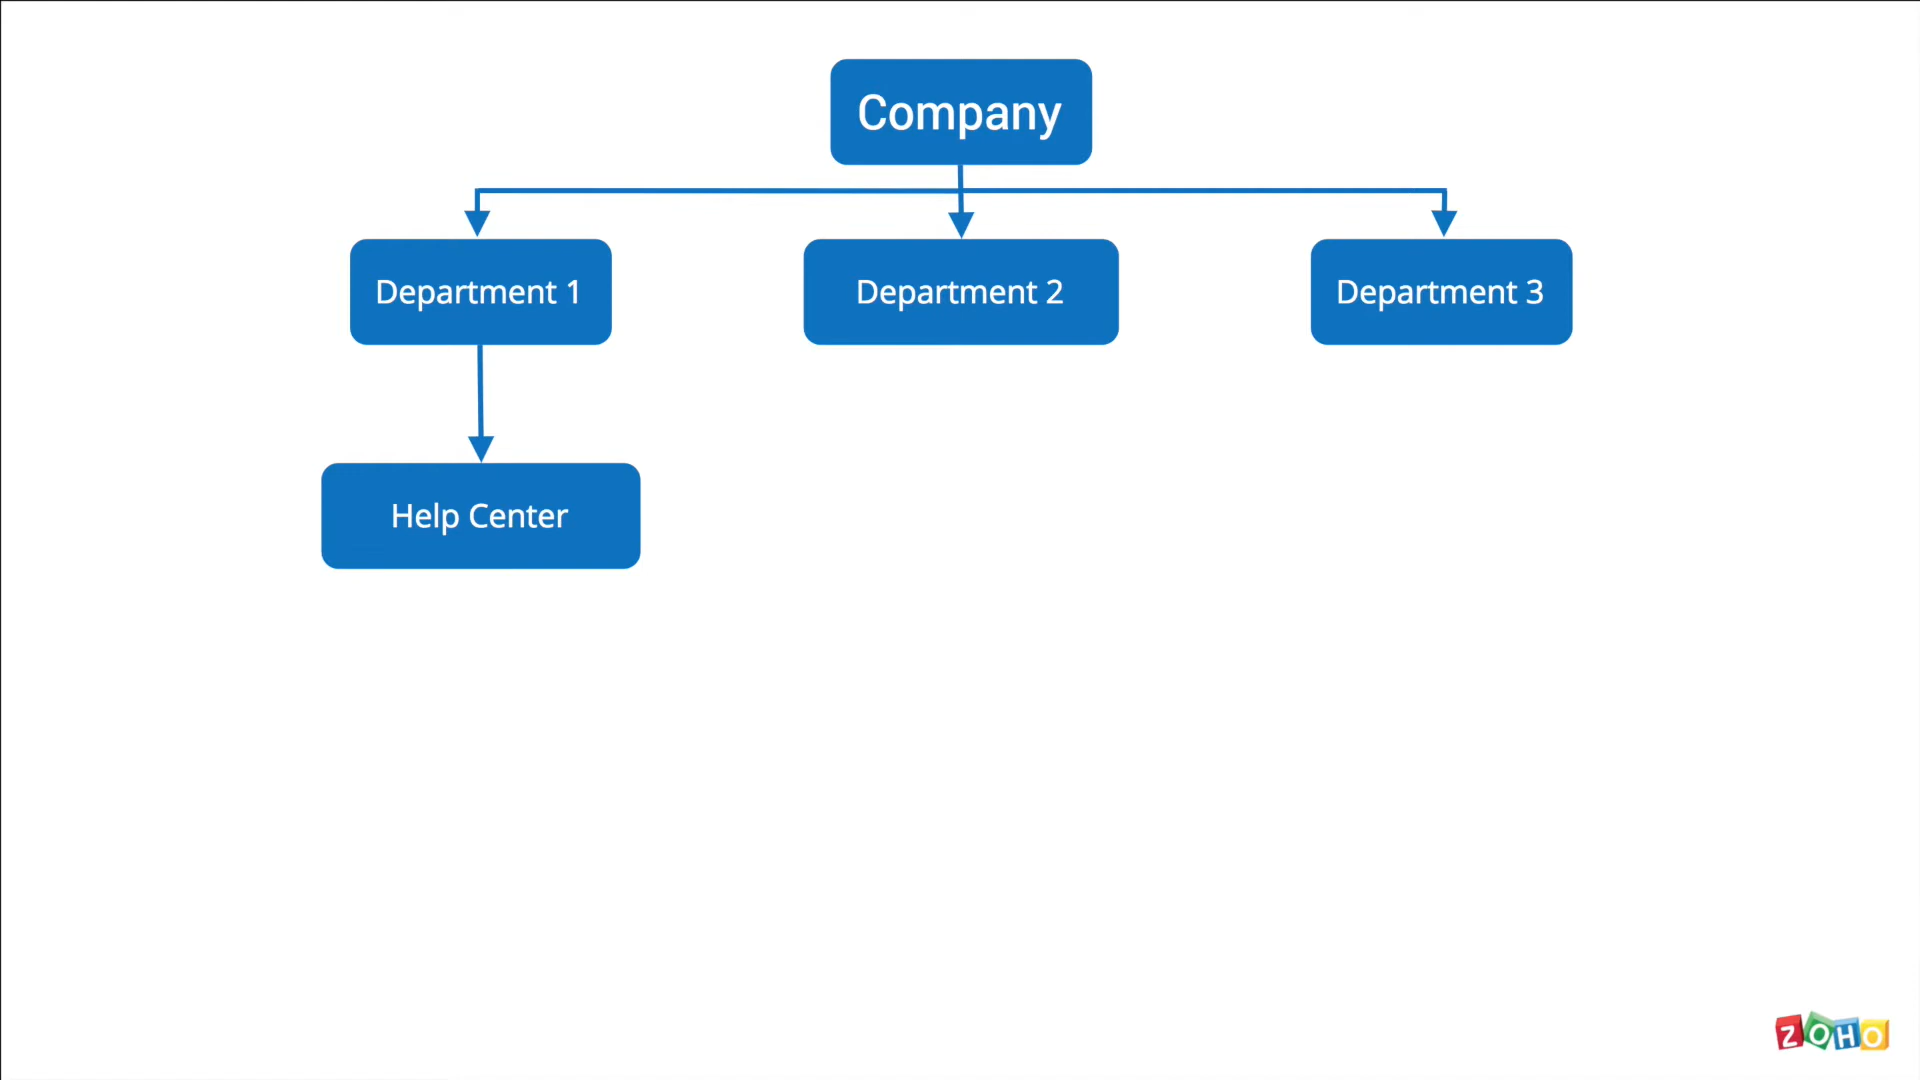 Company
Department 1
Department 2
Department 3
Help Center
ZOHO